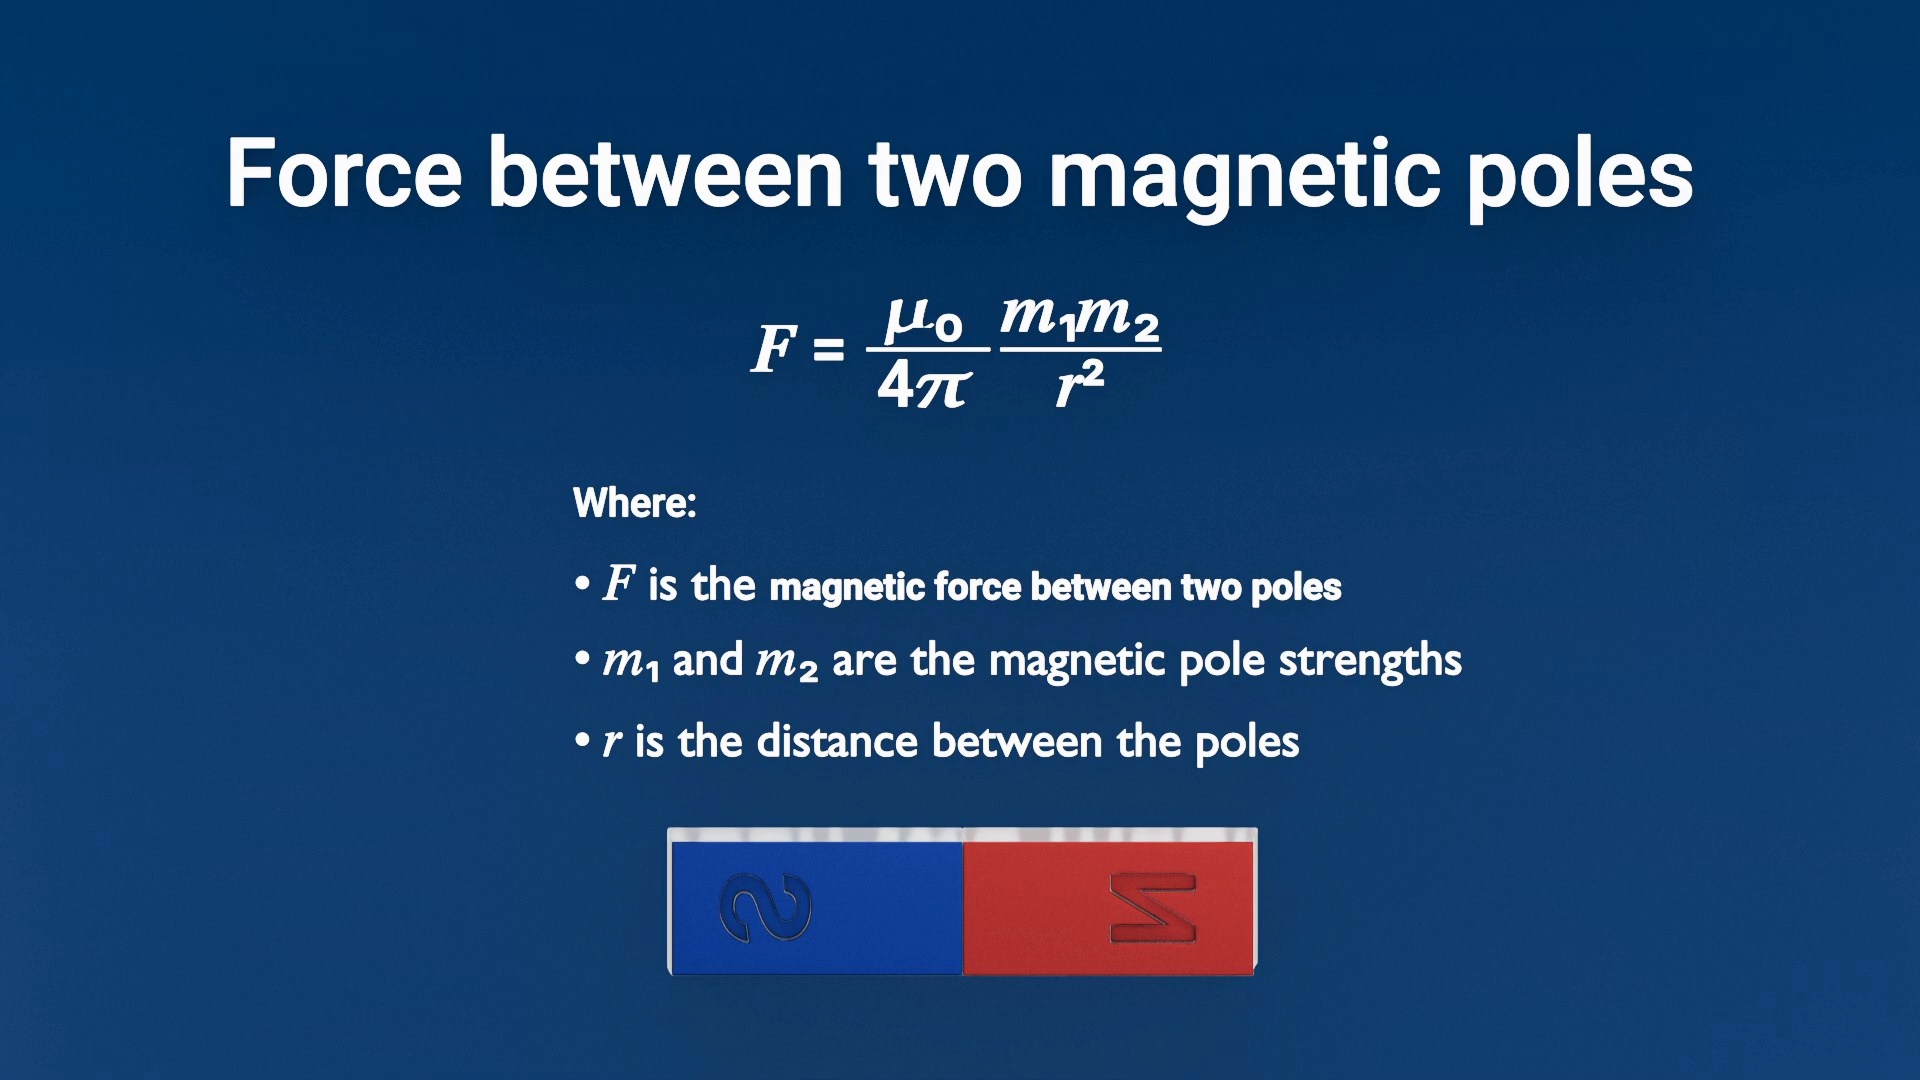 Force between two magnetic poles
F = μ₀/4π m₁m₂/r²
Where:
• F is the magnetic force between two poles
• m₁ and m₂ are the magnetic pole strengths
• r is the distance between the poles
S N